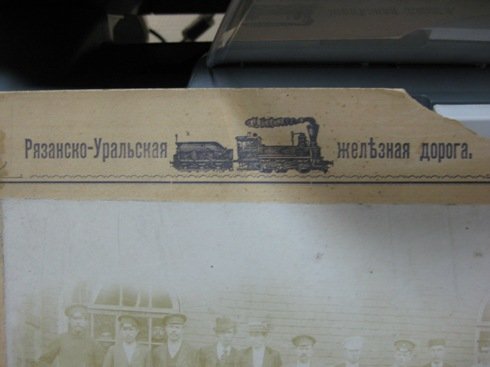 Рязанско-Уральская желѣзная дорога.